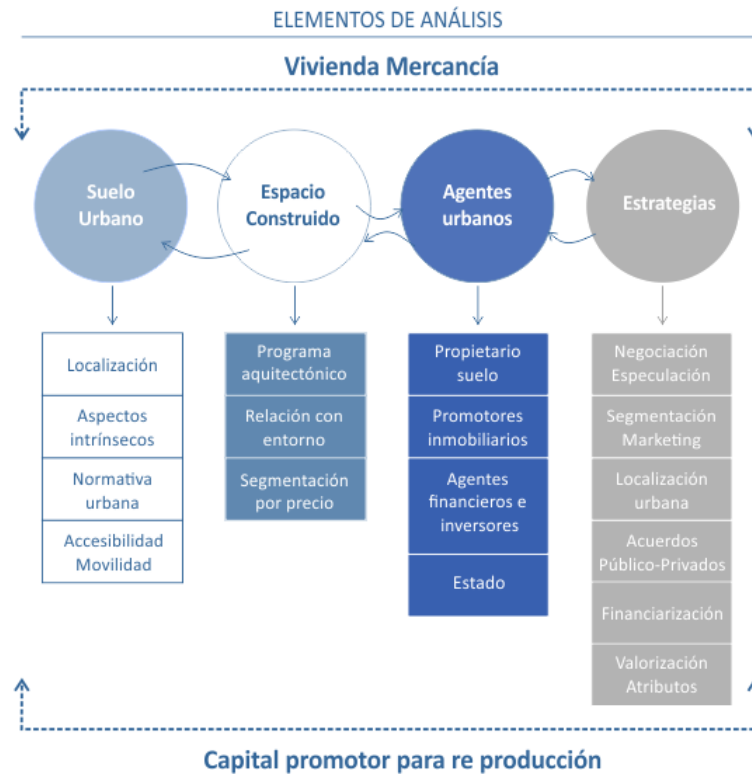 ELEMENTOS DE ANÁLISIS
Vivienda Mercancía
Suelo
Urbano
Espacio
Construido
Agentes
urbanos
Estrategias
Localización
Aspectos
intrínsecos
Normativa
urbana
Accesibilidad
Movilidad
Programa
aquitectónico
Relación con
entorno
Segmentación
por precio
Propietario
suelo
Promotores
inmobiliarios
Agentes
financieros e
inversores
Estado
Negociación
Especulación
Segmentación
Marketing
Localización
urbana
Acuerdos
Público-Privados
Financiarización
Valorización
Atributos
Capital promotor para re producción